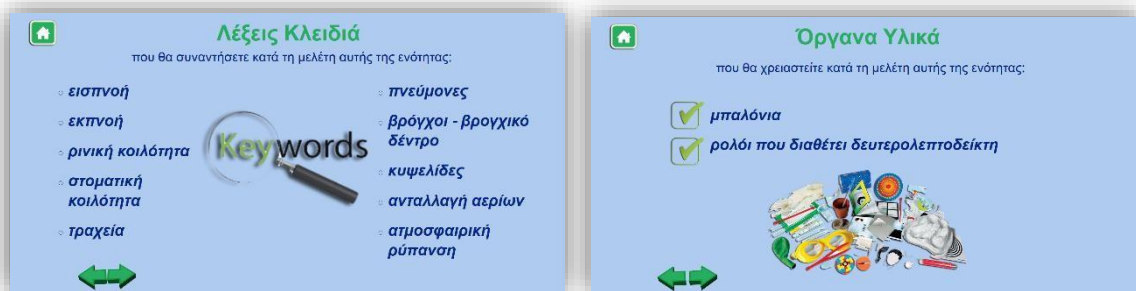 Λέξεις Κλειδιά
που θα συναντήσετε κατά τη μελέτη αυτής της ενότητας:
εισπνοή
εκπνοή
ρινική κοιλότητα
στοματική
κοιλότητα
τραχεία
Keywords
πνεύμονες
βρόγχοι - βρογχικό
δέντρο
κυψελίδες
ανταλλαγή αερίων
ατμοσφαιρική
ρύπανση
Όργανα Υλικά
που θα χρειαστείτε κατά τη μελέτη αυτής της ενότητας:
μπαλόνια
ρολόι που διαθέτει δευτερολεπτοδείκτη